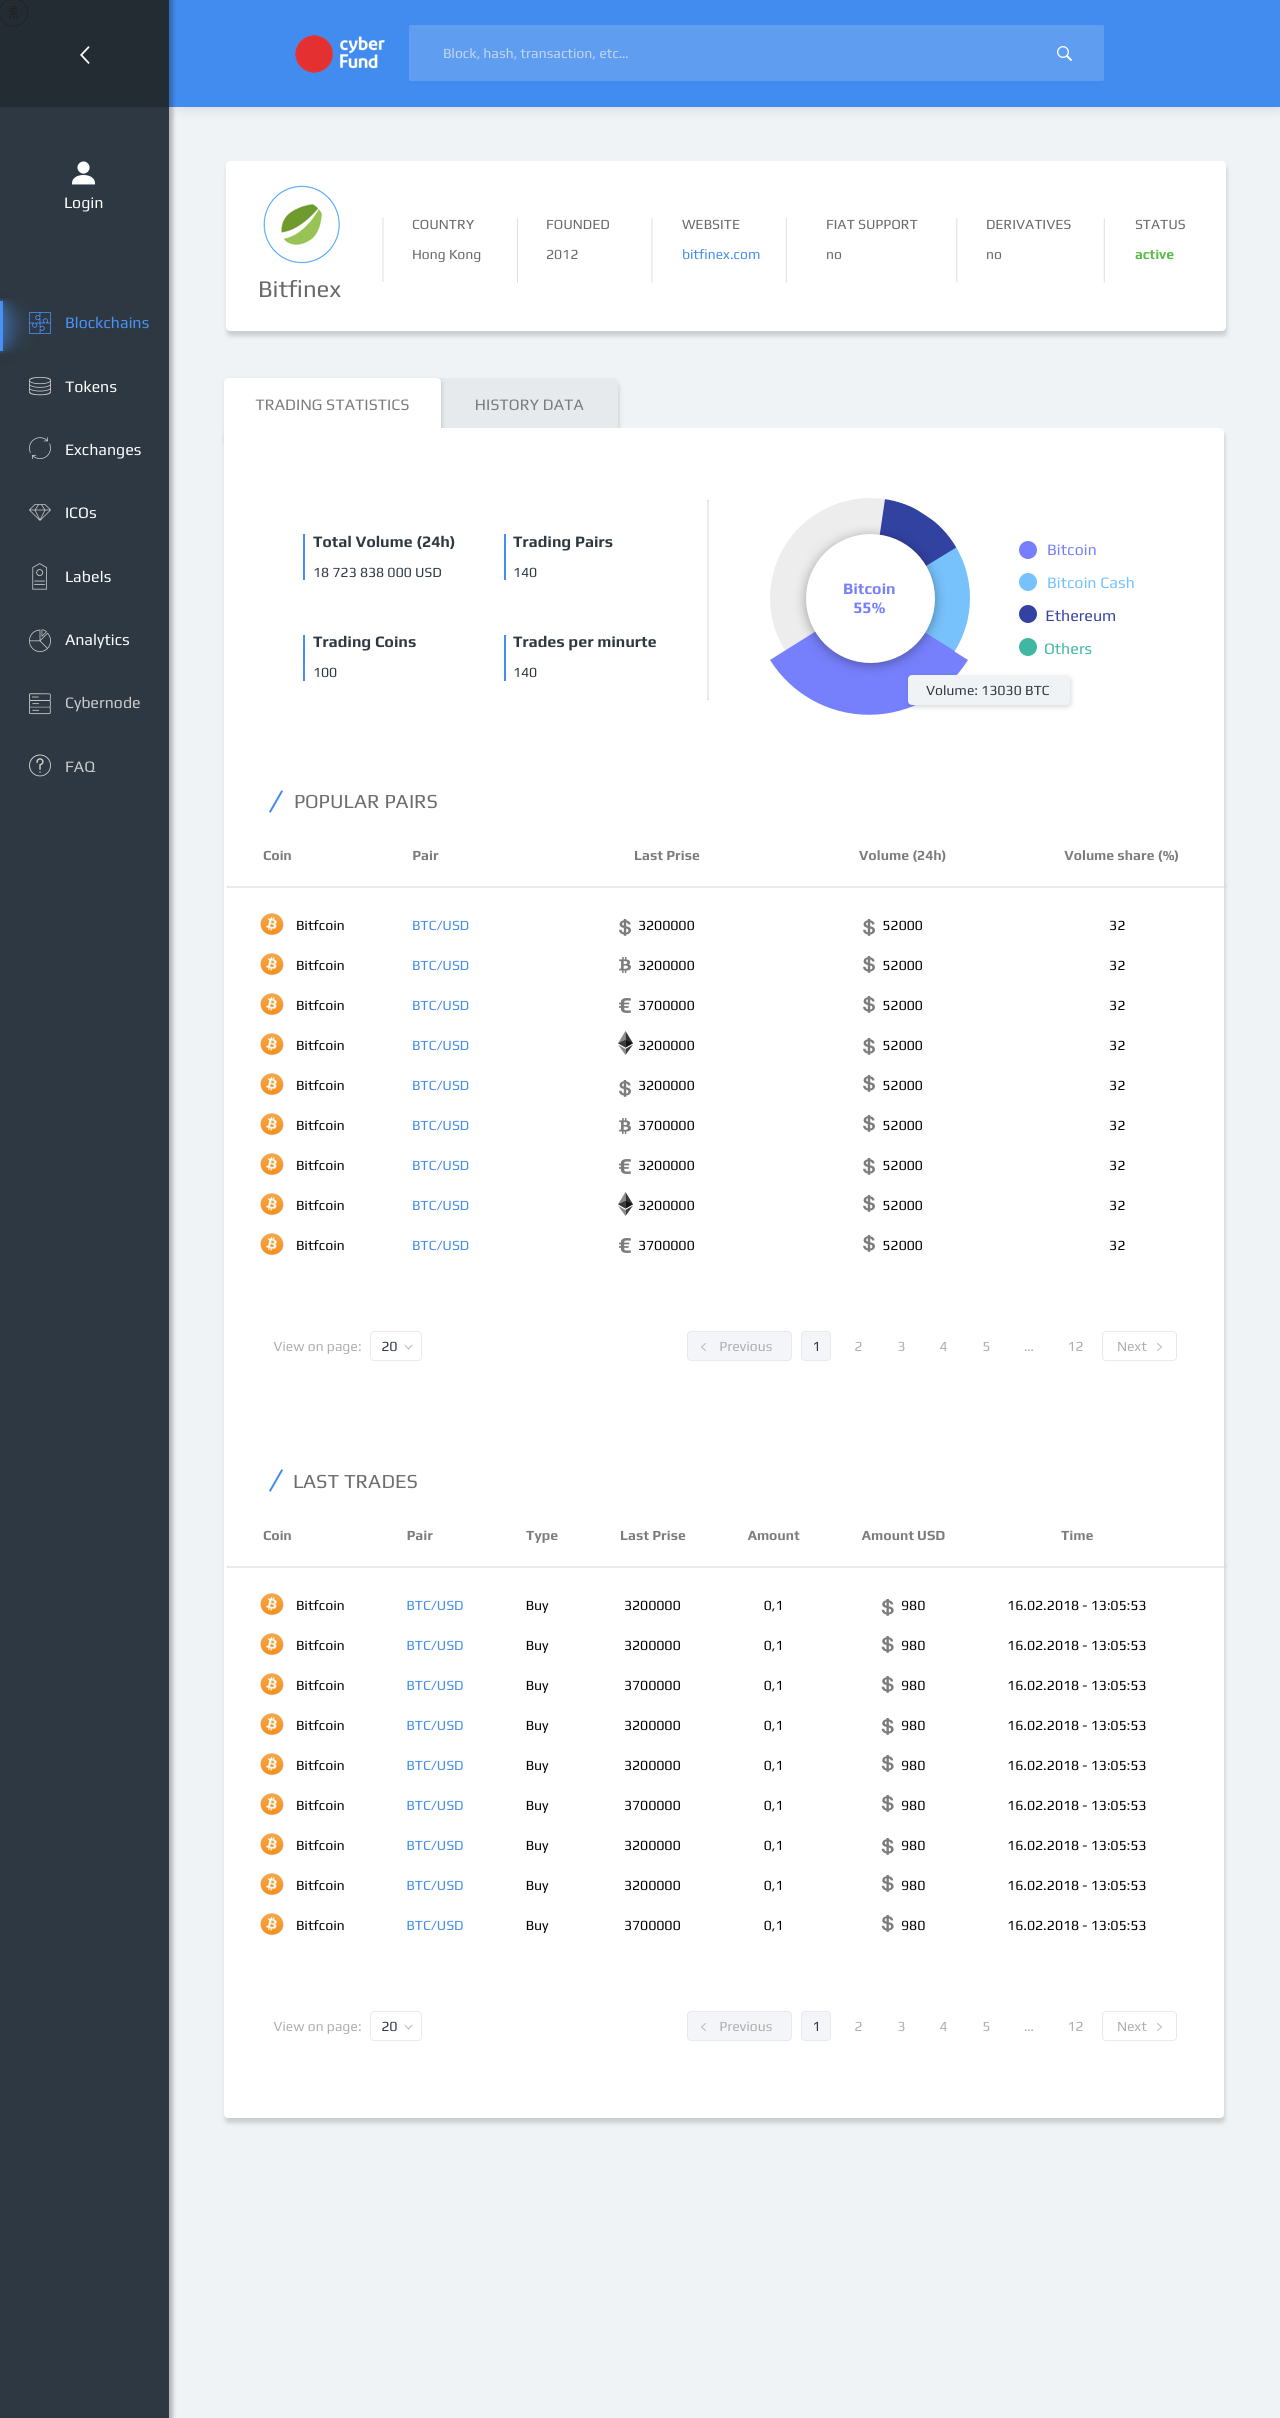 cyber
Fund
Block, hash, transaction, etc...
Login
Blockchains
Tokens
Exchanges
ICOs
Labels
Analytics
Cybernode
FAQ
Bitfinex
COUNTRY FOUNDED WEBSITE FIAT SUPPORT DERIVATIVES STATUS
Hong Kong 2012 bitfinex.com no no active
TRADING STATISTICS HISTORY DATA
Total Volume (24h) Trading Pairs
18 723 838 000 USD 140
Trading Coins Trades per minurte
100 140
Bitcoin
55%
Bitcoin
Bitcoin Cash
Ethereum
Others
Volume: 13030 BTC
POPULAR PAIRS
Coin Pair Last Prise Volume (24h) Volume share (%)
Bitfcoin BTC/USD $ 3200000 $ 52000 32
Bitfcoin BTC/USD ₿ 3200000 $ 52000 32
Bitfcoin BTC/USD € 3700000 $ 52000 32
Bitfcoin BTC/USD 3200000 $ 52000 32
Bitfcoin BTC/USD $ 3200000 $ 52000 32
Bitfcoin BTC/USD ₿ 3700000 $ 52000 32
Bitfcoin BTC/USD € 3200000 $ 52000 32
Bitfcoin BTC/USD 3200000 $ 52000 32
Bitfcoin BTC/USD € 3700000 $ 52000 32
View on page: 20 Previous 1 2 3 4 5 ... 12 Next
LAST TRADES
Coin Pair Type Last Prise Amount Amount USD Time
Bitfcoin BTC/USD Buy 3200000 0,1 $ 980 16.02.2018 - 13:05:53
Bitfcoin BTC/USD Buy 3200000 0,1 $ 980 16.02.2018 - 13:05:53
Bitfcoin BTC/USD Buy 3700000 0,1 $ 980 16.02.2018 - 13:05:53
Bitfcoin BTC/USD Buy 3200000 0,1 $ 980 16.02.2018 - 13:05:53
Bitfcoin BTC/USD Buy 3200000 0,1 $ 980 16.02.2018 - 13:05:53
Bitfcoin BTC/USD Buy 3700000 0,1 $ 980 16.02.2018 - 13:05:53
Bitfcoin BTC/USD Buy 3200000 0,1 $ 980 16.02.2018 - 13:05:53
Bitfcoin BTC/USD Buy 3200000 0,1 $ 980 16.02.2018 - 13:05:53
Bitfcoin BTC/USD Buy 3700000 0,1 $ 980 16.02.2018 - 13:05:53
View on page: 20 Previous 1 2 3 4 5 ... 12 Next